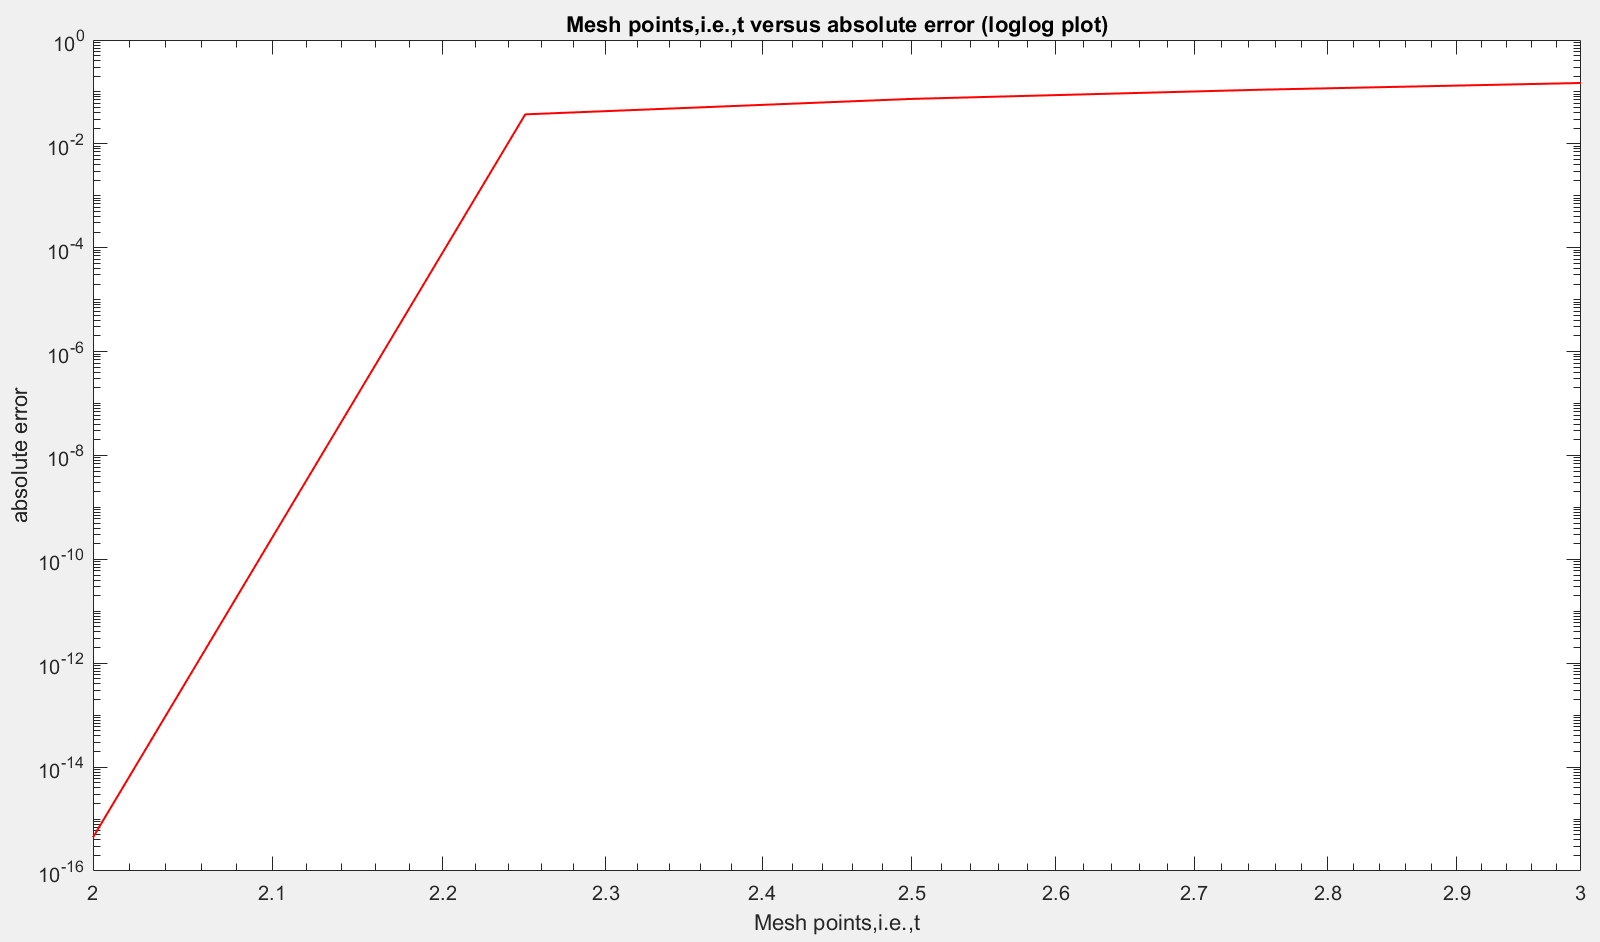 Mesh points,i.e.,t versus absolute error (loglog plot)
10^0
10^-2
10^-4
10^-6
10^-8
10^-10
10^-12
10^-14
10^-16
absolute error
2 2.1 2.2 2.3 2.4 2.5 2.6 2.7 2.8 2.9 3
Mesh points,i.e.,t